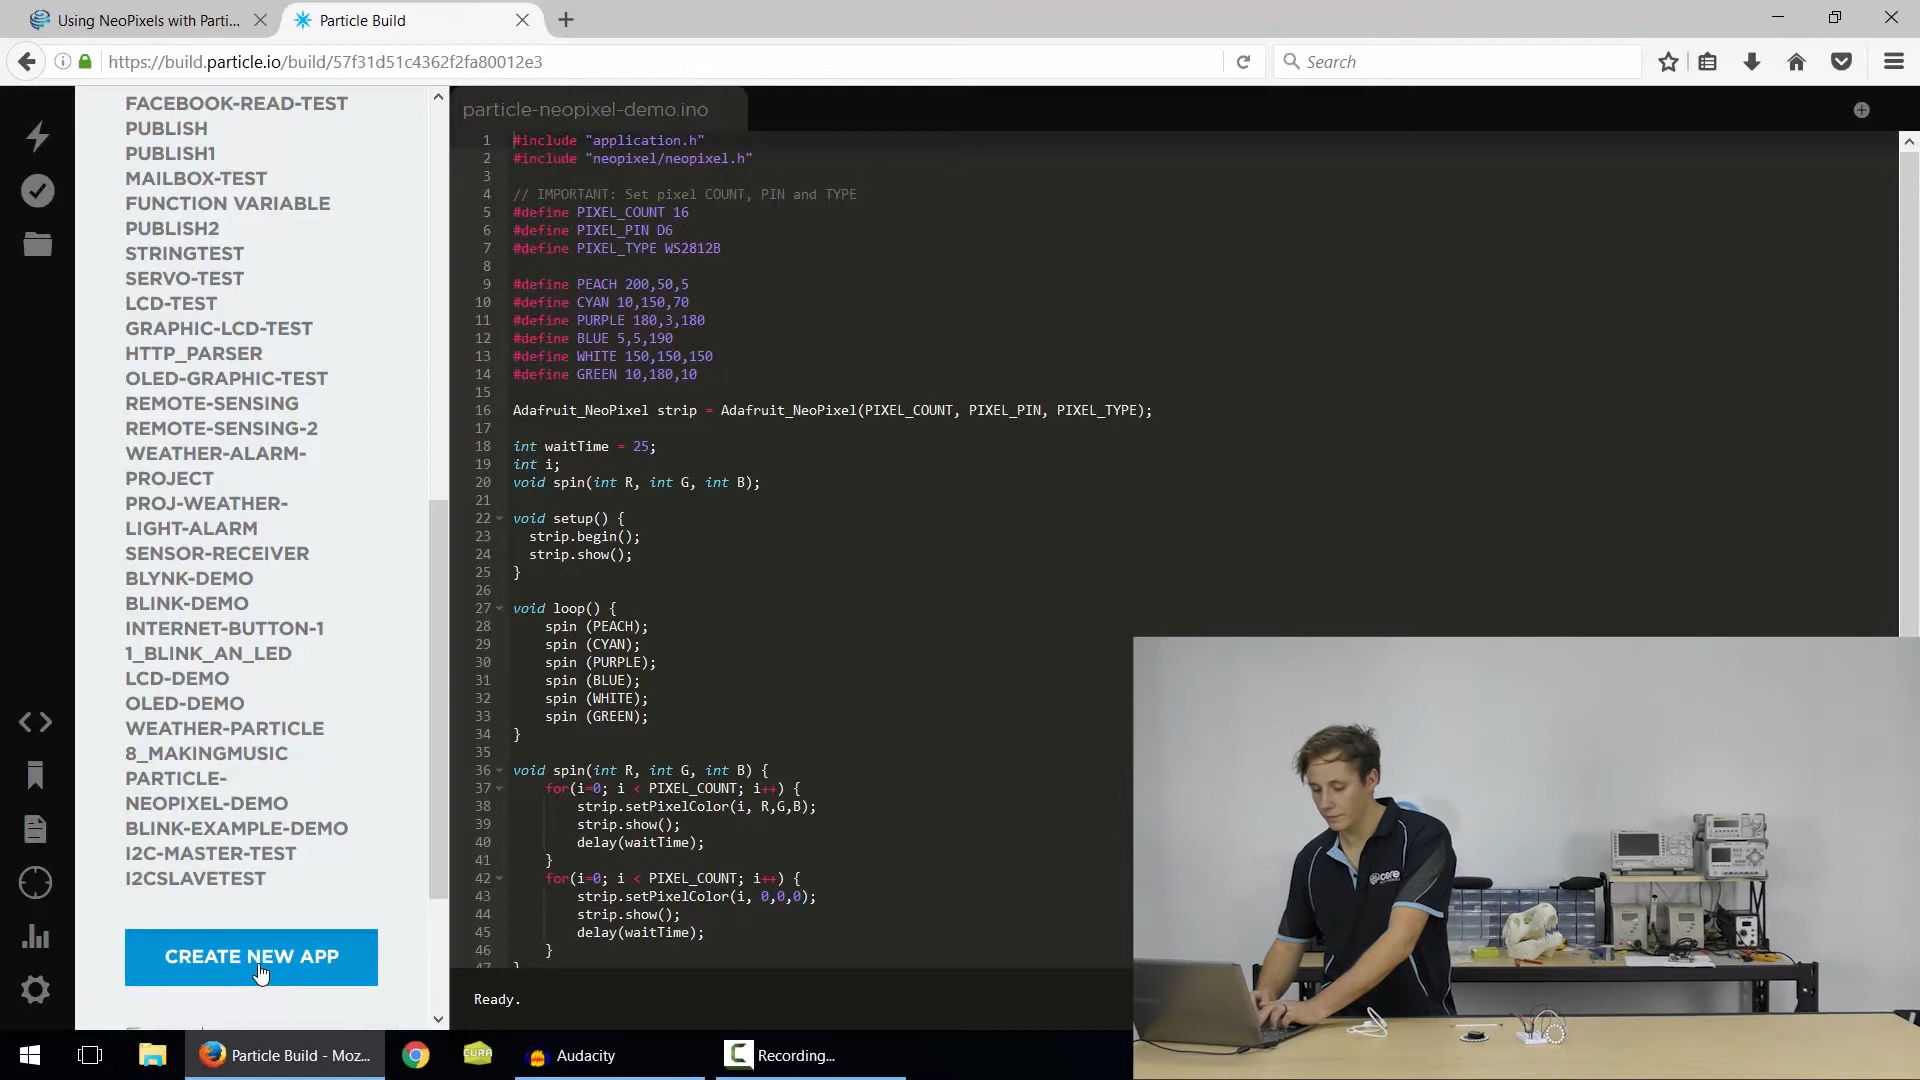 Using NeoPixels with Parti...
Particle Build
https://build.particle.io/build/57f31d51c4362f2fa80012e3
Search
FACEBOOK-READ-TEST
PUBLISH
PUBLISH1
MAILBOX-TEST
FUNCTION VARIABLE
PUBLISH2
STRINGTEST
SERVO-TEST
LCD-TEST
GRAPHIC-LCD-TEST
HTTP_PARSER
OLED-GRAPHIC-TEST
REMOTE-SENSING
REMOTE-SENSING-2
WEATHER-ALARM-
PROJECT
PROJ-WEATHER-
LIGHT-ALARM
SENSOR-RECEIVER
BLYNK-DEMO
BLINK-DEMO
INTERNET-BUTTON-1
1_BLINK_AN_LED
LCD-DEMO
OLED-DEMO
WEATHER-PARTICLE
8_MAKINGMUSIC
PARTICLE-
NEOPIXEL-DEMO
BLINK-EXAMPLE-DEMO
I2C-MASTER-TEST
I2CSLAVETEST
CREATE NEW APP
particle-neopixel-demo.ino
1 #include "application.h"
2 #include "neopixel/neopixel.h"
3
4 // IMPORTANT: Set pixel COUNT, PIN and TYPE
5 #define PIXEL_COUNT 16
6 #define PIXEL_PIN D6
7 #define PIXEL_TYPE WS2812B
8
9 #define PEACH 200,50,5
10 #define CYAN 10,150,70
11 #define PURPLE 180,3,180
12 #define BLUE 5,5,190
13 #define WHITE 150,150,150
14 #define GREEN 10,180,10
15
16 Adafruit_NeoPixel strip = Adafruit_NeoPixel(PIXEL_COUNT, PIXEL_PIN, PIXEL_TYPE);
17
18 int waitTime = 25;
19 int i;
20 void spin(int R, int G, int B);
21
22 void setup() {
23 strip.begin();
24 strip.show();
25 }
26
27 void loop() {
28 spin (PEACH);
29 spin (CYAN);
30 spin (PURPLE);
31 spin (BLUE);
32 spin (WHITE);
33 spin (GREEN);
34 }
35
36 void spin(int R, int G, int B) {
37 for(i=0; i < PIXEL_COUNT; i++) {
38 strip.setPixelColor(i, R,G,B);
39 strip.show();
40 delay(waitTime);
41 }
42 for(i=0; i < PIXEL_COUNT; i++) {
43 strip.setPixelColor(i, 0,0,0);
44 strip.show();
45 delay(waitTime);
46 }
47 }
Ready.
core
Particle Build - Moz...
CURA
Audacity
Recording...